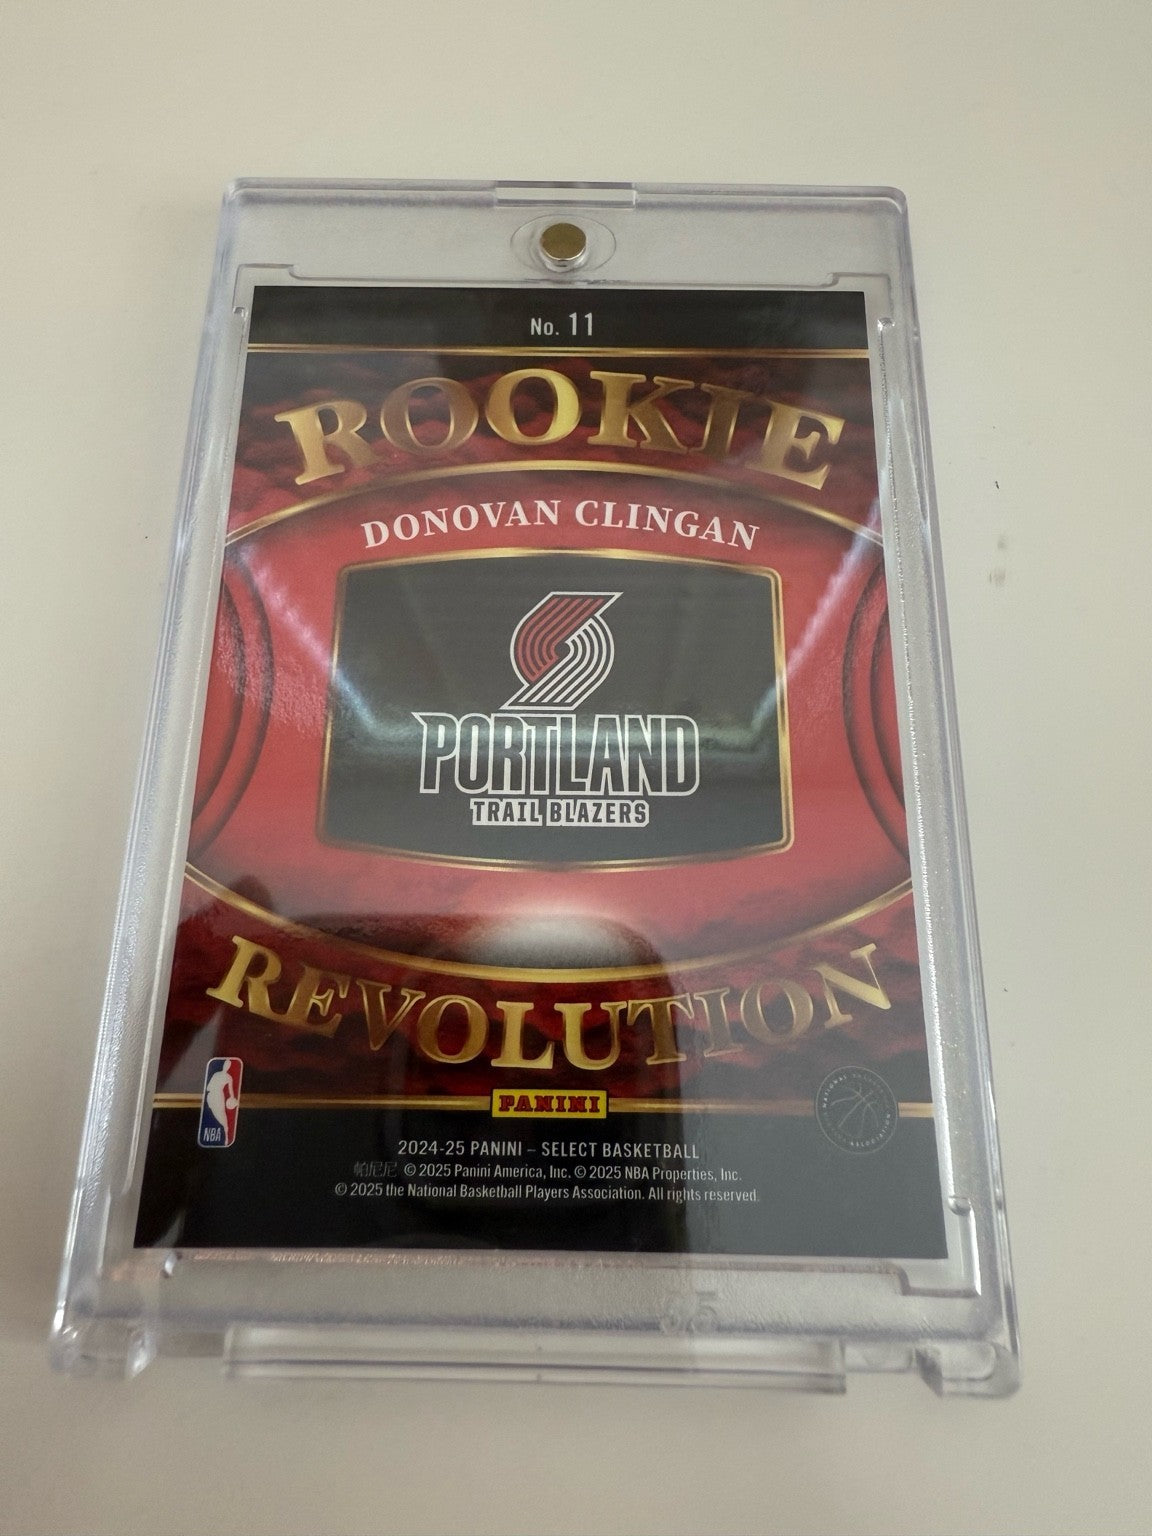 No. 11
ROOKIE
DONOVAN CLINGAN
PORTLAND
TRAIL BLAZERS
REVOLUTION
PANINI
NBA
2024-25 PANINI – SELECT BASKETBALL
帕尼尼 © 2025 Panini America, Inc. © 2025 NBA Properties, Inc.
© 2025 the National Basketball Players Association. All rights reserved.